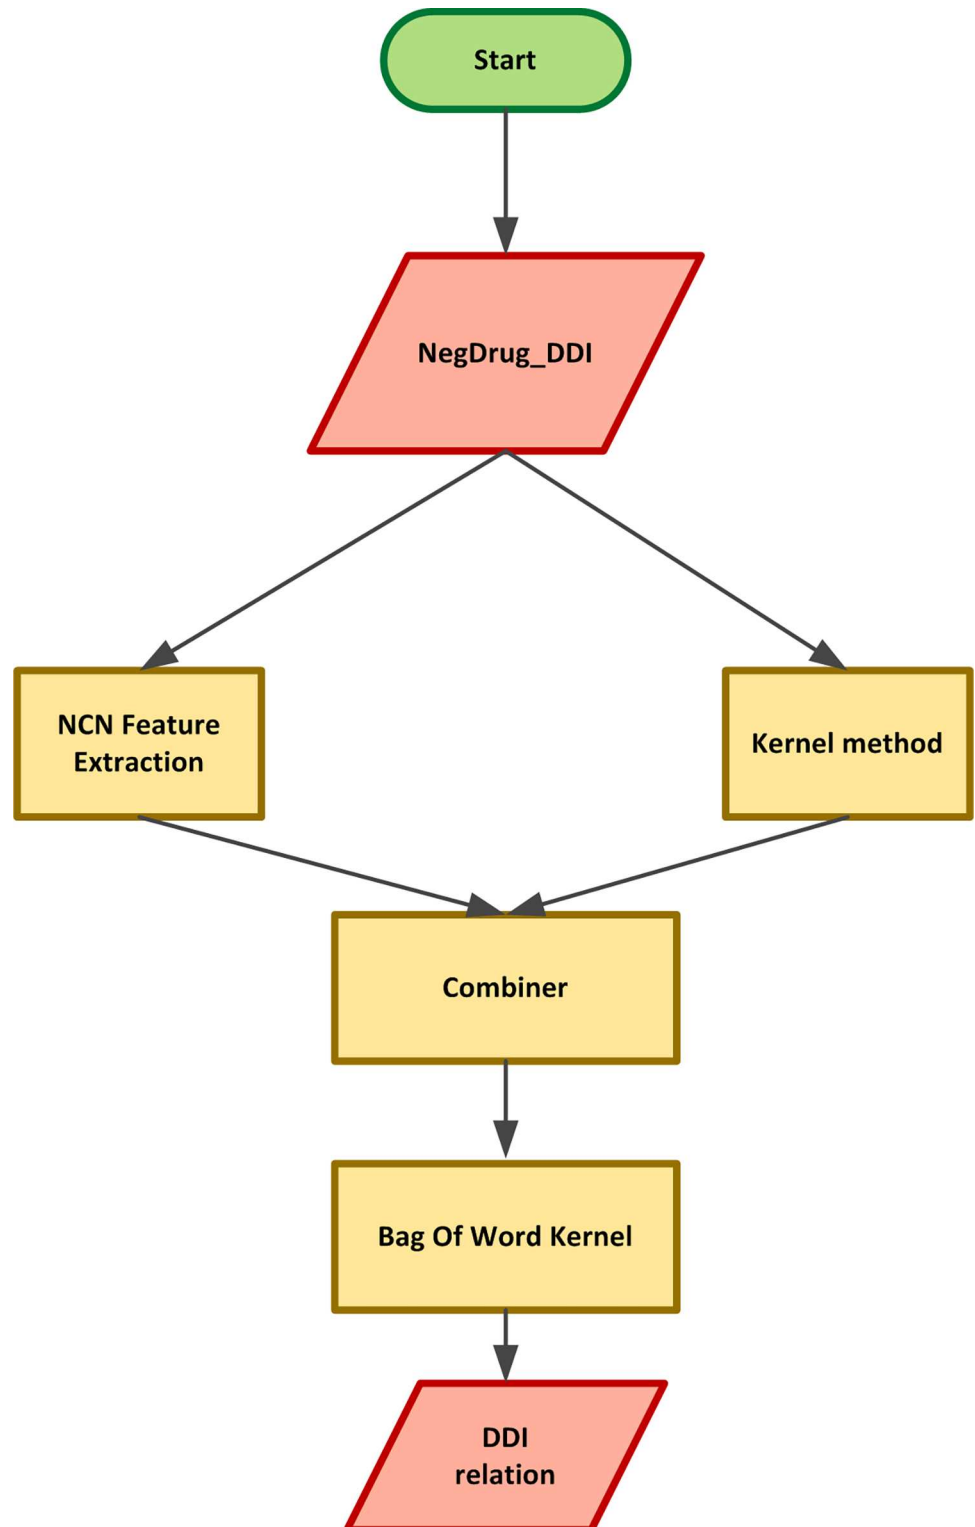 Start
NegDrug_DDI
NCN Feature
Extraction
Kernel method
Combiner
Bag Of Word Kernel
DDI
relation